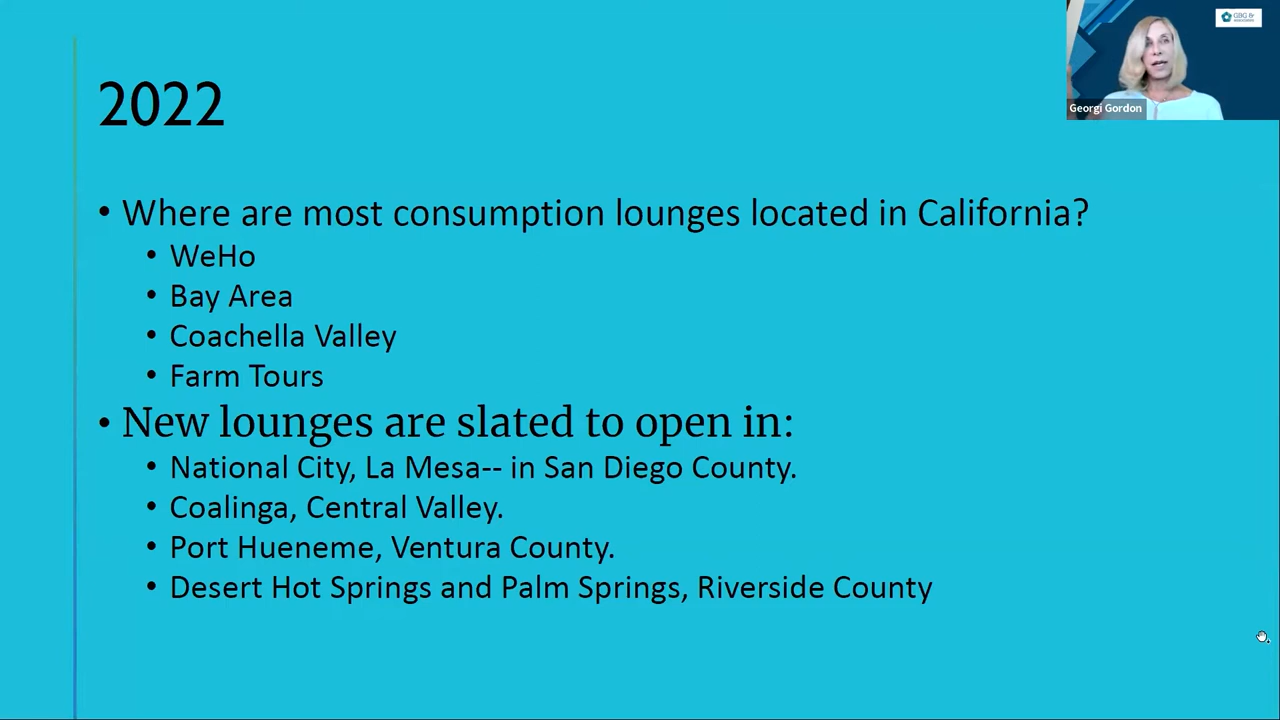 2022
• Where are most consumption lounges located in California?
• WeHo
• Bay Area
• Coachella Valley
• Farm Tours
• New lounges are slated to open in:
• National City, La Mesa-- in San Diego County.
• Coalinga, Central Valley.
• Port Hueneme, Ventura County.
• Desert Hot Springs and Palm Springs, Riverside County
GBG &
Georgi Gordon